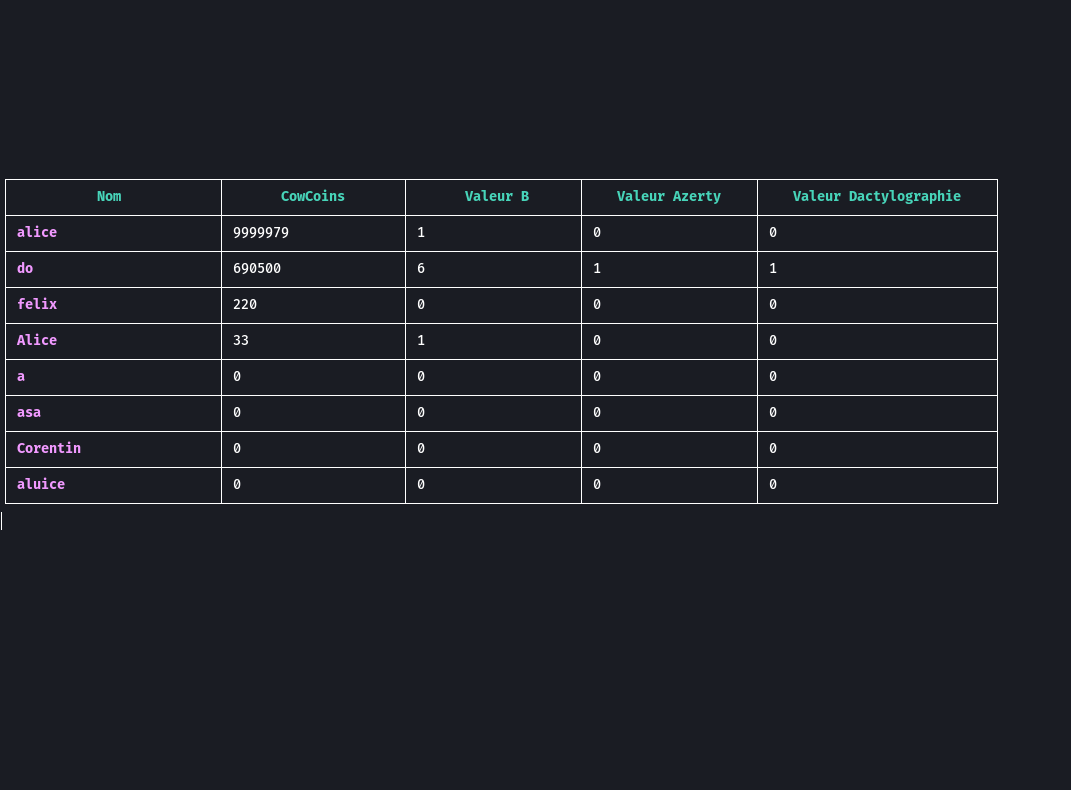 Nom CowCoins Valeur B Valeur Azerty Valeur Dactylographie
alice 9999979 1 0 0
do 690500 6 1 1
felix 220 0 0 0
Alice 33 1 0 0
a 0 0 0 0
asa 0 0 0 0
Corentin 0 0 0 0
aluice 0 0 0 0